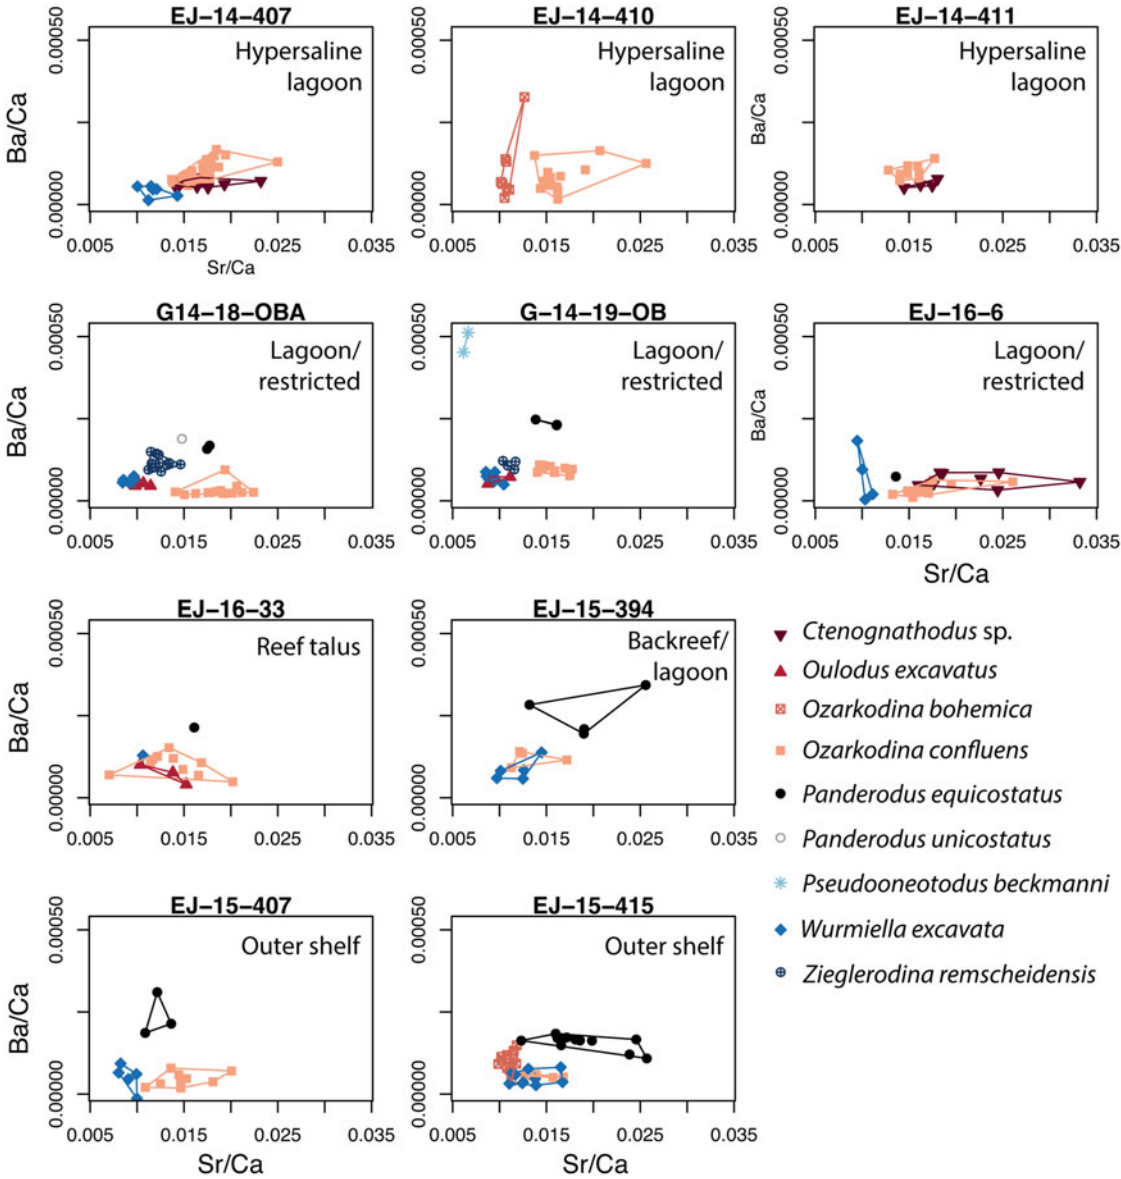 EJ−14−407
EJ−14−410
EJ−14−411
0.00050
Hypersaline
lagoon
0.00050
Hypersaline
lagoon
0.00050
Hypersaline
lagoon
Ba/Ca
Ba/Ca
0.00000
0.00000
0.00000
0.005 0.015 0.025 0.035
0.005 0.015 0.025 0.035
0.005 0.015 0.025 0.035
Sr/Ca
G14−18−OBA
G−14−19−OB
EJ−16−6
0.00050
Lagoon/
restricted
0.00050
Lagoon/
restricted
0.00050
Lagoon/
restricted
Ba/Ca
Ba/Ca
0.00000
0.00000
0.00000
0.005 0.015 0.025 0.035
0.005 0.015 0.025 0.035
0.005 0.015 0.025 0.035
Sr/Ca
EJ−16−33
EJ−15−394
0.00050
Reef talus
0.00050
Backreef/
lagoon
Ba/Ca
0.00000
0.00000
0.005 0.015 0.025 0.035
0.005 0.015 0.025 0.035
Ctenognathodus sp.
Oulodus excavatus
Ozarkodina bohemica
Ozarkodina confluens
Panderodus equicostatus
Panderodus unicostatus
Pseudooneotodus beckmanni
Wurmiella excavata
Zieglerodina remscheidensis
EJ−15−407
EJ−15−415
0.00050
Outer shelf
0.00050
Outer shelf
Ba/Ca
0.00000
0.00000
0.005 0.015 0.025 0.035
0.005 0.015 0.025 0.035
Sr/Ca
Sr/Ca